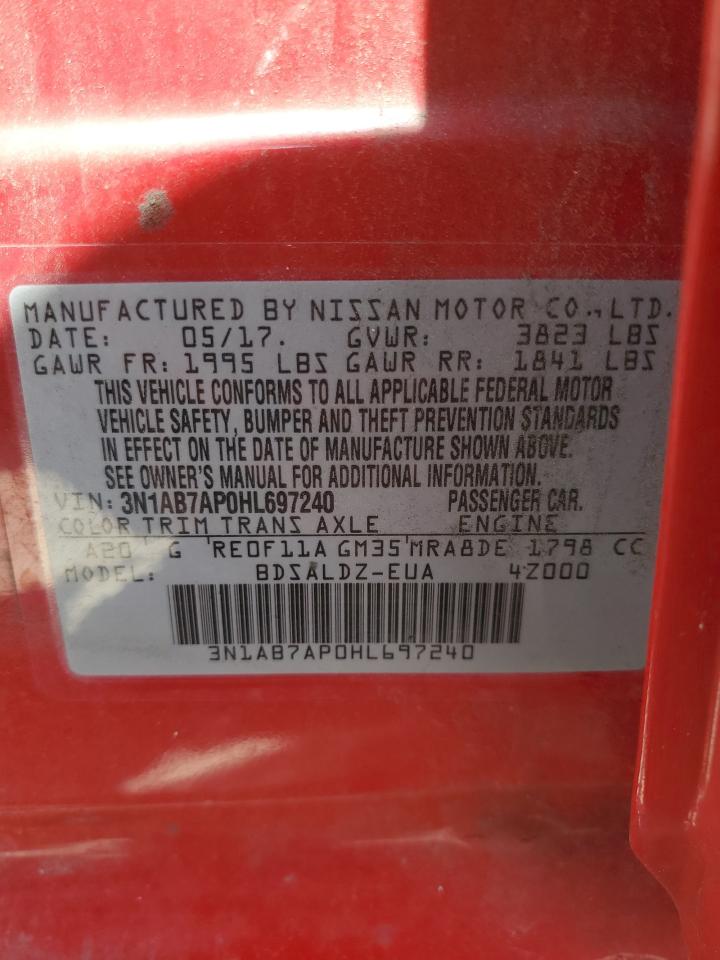 MANUFACTURED BY NISSAN MOTOR CO., LTD.
DATE: 05/17. GVWR: 3823 LBS
GAWR FR: 1995 LBS GAWR RR: 1841 LBS
THIS VEHICLE CONFORMS TO ALL APPLICABLE FEDERAL MOTOR
VEHICLE SAFETY, BUMPER AND THEFT PREVENTION STANDARDS
IN EFFECT ON THE DATE OF MANUFACTURE SHOWN ABOVE.
SEE OWNER'S MANUAL FOR ADDITIONAL INFORMATION.
VIN: 3N1AB7AP0HL697240 PASSENGER CAR.
COLOR TRIM TRANS AXLE ENGINE
A20 G RE0F11A GM35 MRA8DE 1798 CC
MODEL: BDSALDZ-EUA 4Z000
3N1AB7AP0HL697240